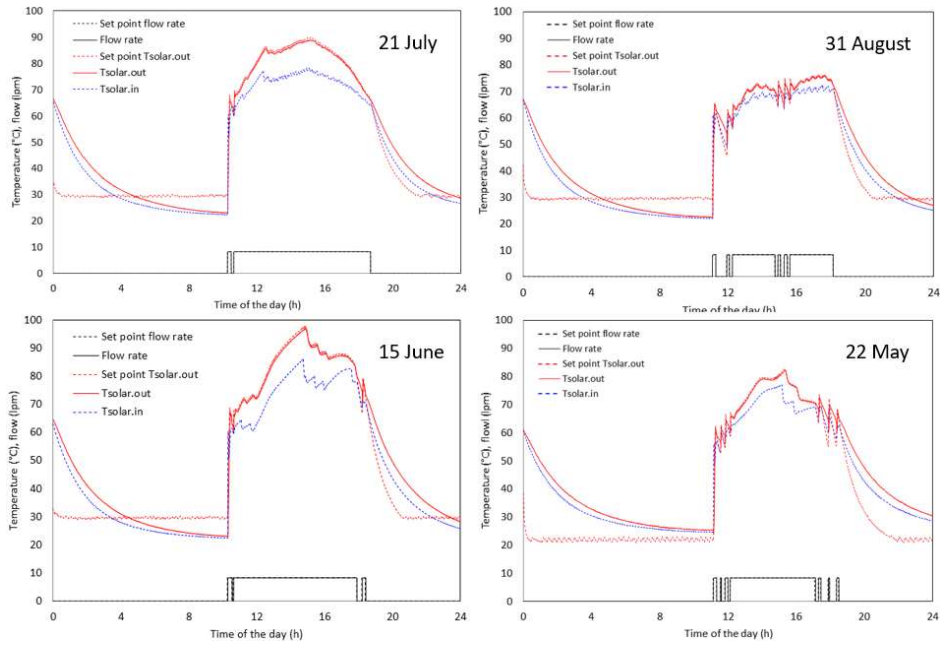 Set point flow rate
Flow rate
Set point Tsolar.out
Tsolar.out
Tsolar.in
21 July
Temperature (°C), flow (lpm)
100
90
80
70
60
50
40
30
20
10
0
0
4
8
12
16
20
24
Time of the day (h)
Set point flow rate
Flow rate
Set point Tsolar.out
Tsolar.out
Tsolar.in
31 August
Temperature (°C), flow (lpm)
100
90
80
70
60
50
40
30
20
10
0
0
4
8
12
16
20
24
Time of the day (h)
Set point flow rate
Flow rate
Set point Tsolar.out
Tsolar.out
Tsolar.in
15 June
Temperature (°C), flow (lpm)
100
90
80
70
60
50
40
30
20
10
0
0
4
8
12
16
20
24
Time of the day (h)
Set point flow rate
Flow rate
Set point Tsolar.out
Tsolar.out
Tsolar.in
22 May
Temperature (°C), flowl (lpm)
100
90
80
70
60
50
40
30
20
10
0
0
4
8
12
16
20
24
Time of the day (h)